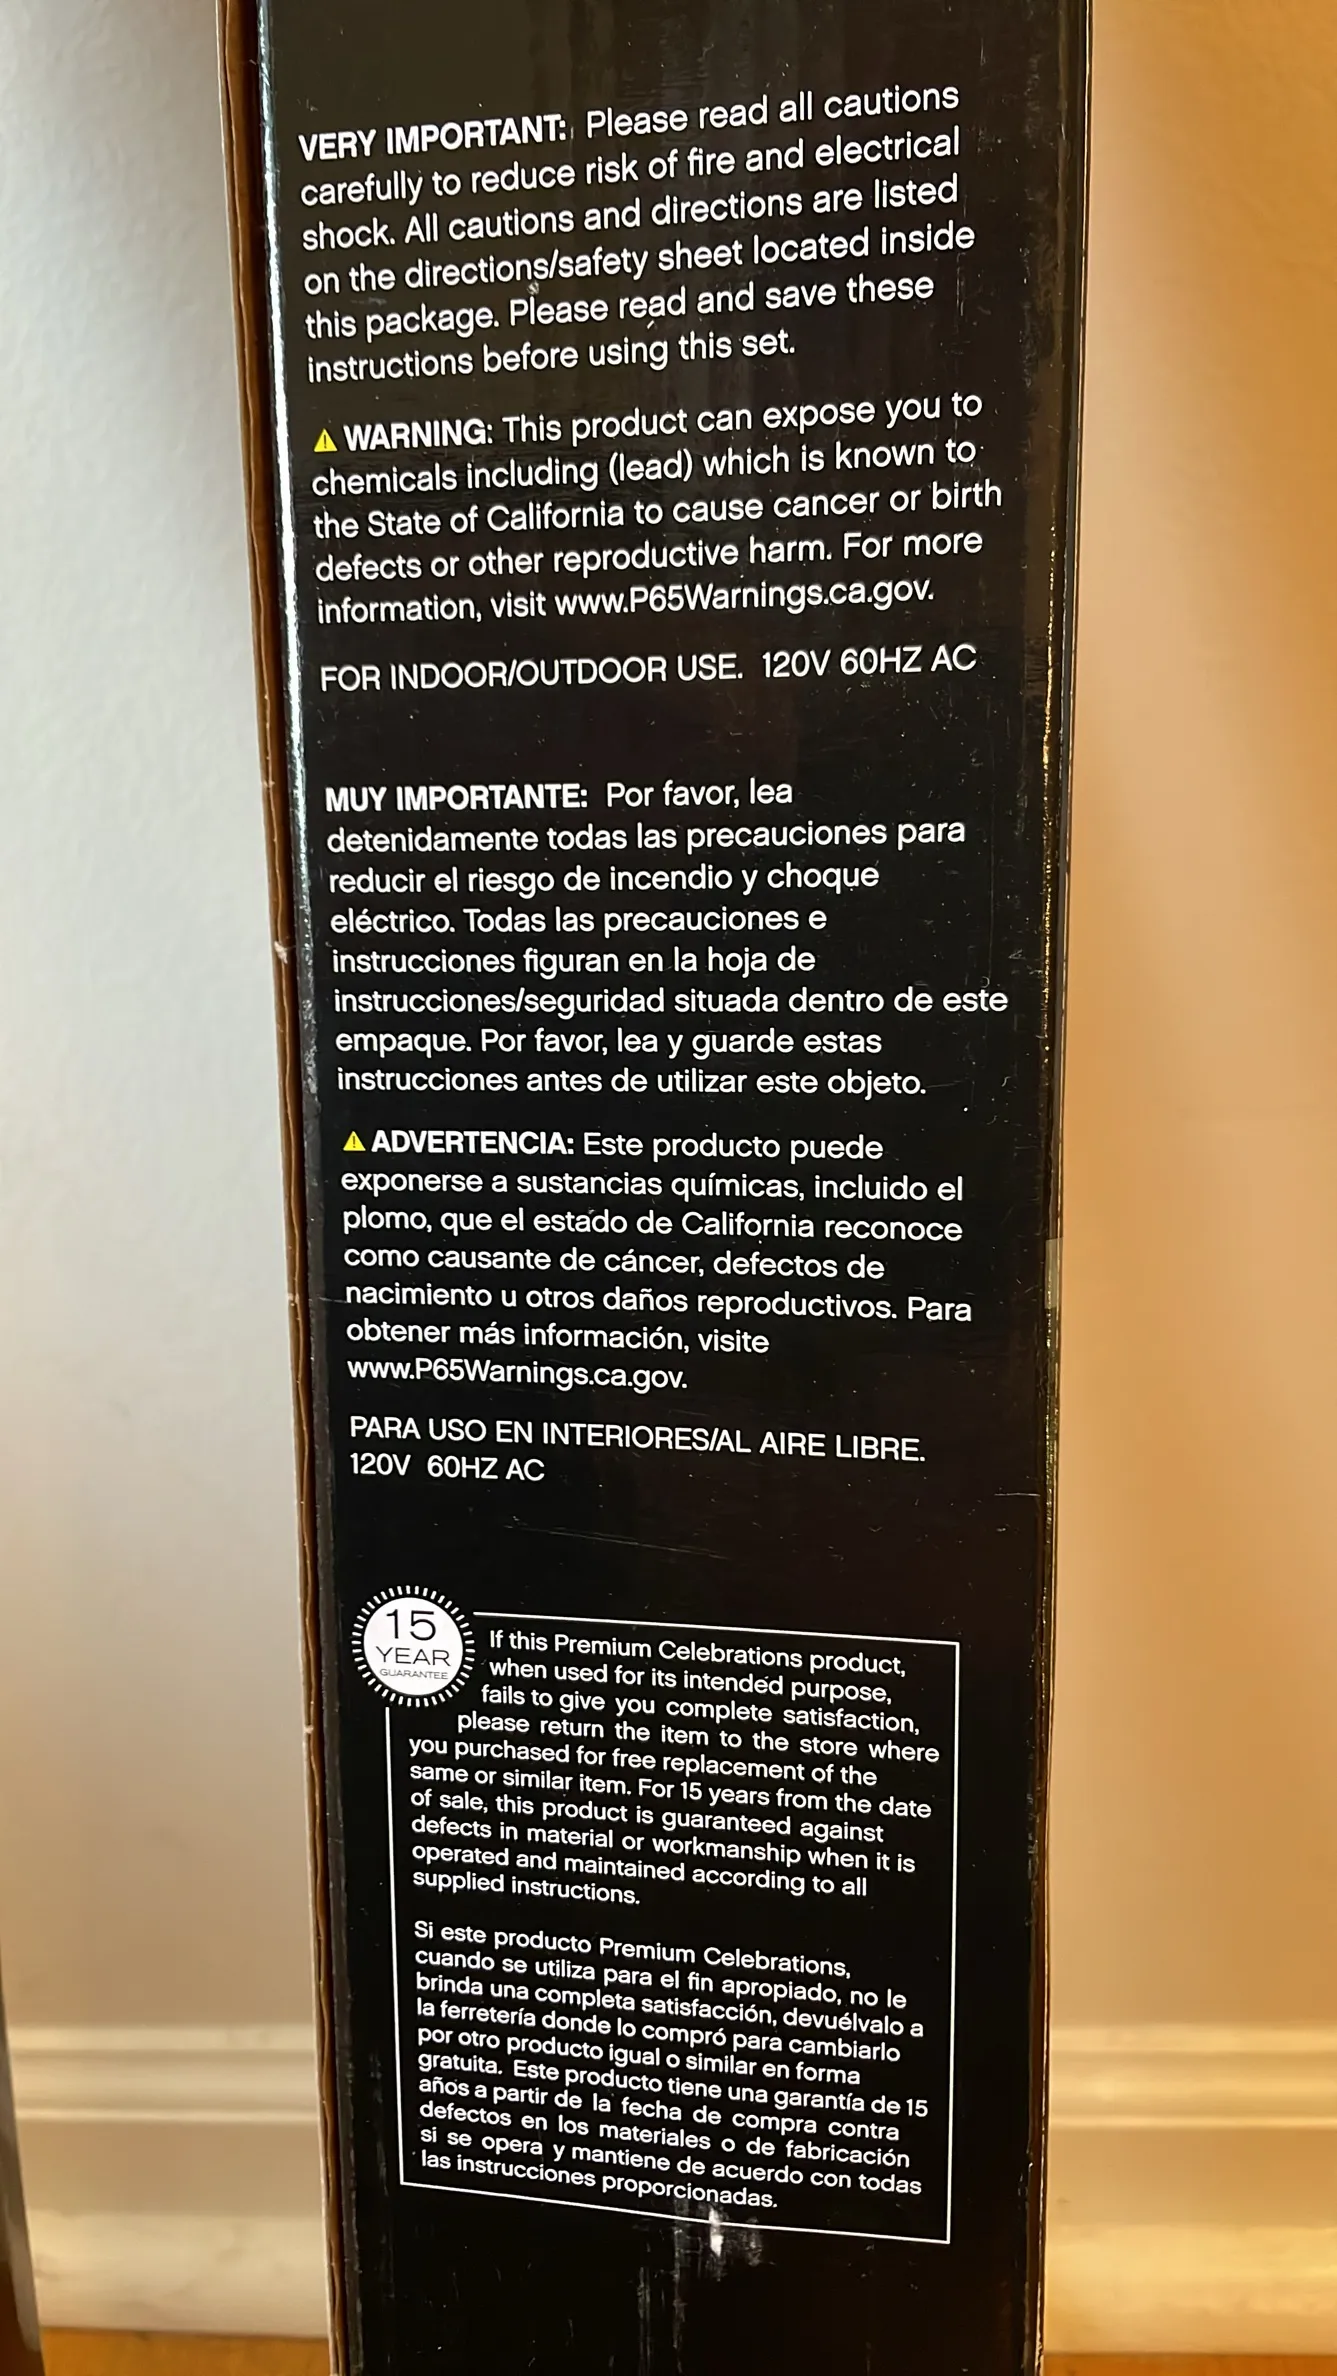 VERY IMPORTANT: Please read all cautions
carefully to reduce risk of fire and electrical
shock. All cautions and directions are listed
on the directions/safety sheet located inside
this package. Please read and save these
instructions before using this set.
⚠ WARNING: This product can expose you to
chemicals including (lead) which is known to
the State of California to cause cancer or birth
defects or other reproductive harm. For more
information, visit www.P65Warnings.ca.gov.
FOR INDOOR/OUTDOOR USE. 120V 60HZ AC
MUY IMPORTANTE: Por favor, lea
detenidamente todas las precauciones para
reducir el riesgo de incendio y choque
eléctrico. Todas las precauciones e
instrucciones figuran en la hoja de
instrucciones/seguridad situada dentro de este
empaque. Por favor, lea y guarde estas
instrucciones antes de utilizar este objeto.
⚠ ADVERTENCIA: Este producto puede
exponerse a sustancias químicas, incluido el
plomo, que el estado de California reconoce
como causante de cáncer, defectos de
nacimiento u otros daños reproductivos. Para
obtener más información, visite
www.P65Warnings.ca.gov.
PARA USO EN INTERIORES/AL AIRE LIBRE.
120V 60HZ AC
15
YEAR
GUARANTEE
If this Premium Celebrations product,
when used for its intended purpose,
fails to give you complete satisfaction,
please return the item to the store where
you purchased for free replacement of the
same or similar item. For 15 years from the date
of sale, this product is guaranteed against
defects in material or workmanship when it is
operated and maintained according to all
supplied instructions.
Si este producto Premium Celebrations,
cuando se utiliza para el fin apropiado, no le
brinda una completa satisfacción, devuélvalo a
la ferretería donde lo compró para cambiarlo
por otro producto igual o similar en forma
gratuita. Este producto tiene una garantía de 15
años a partir de la fecha de compra contra
defectos en los materiales o de fabricación
si se opera y mantiene de acuerdo con todas
las instrucciones proporcionadas.